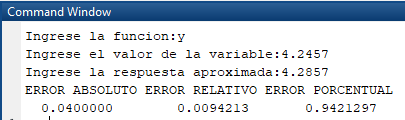 Command Window
Ingrese la funcion:y
Ingrese el valor de la variable:4.2457
Ingrese la respuesta aproximada:4.2857
ERROR ABSOLUTO ERROR RELATIVO ERROR PORCENTUAL
0.0400000 0.0094213 0.9421297